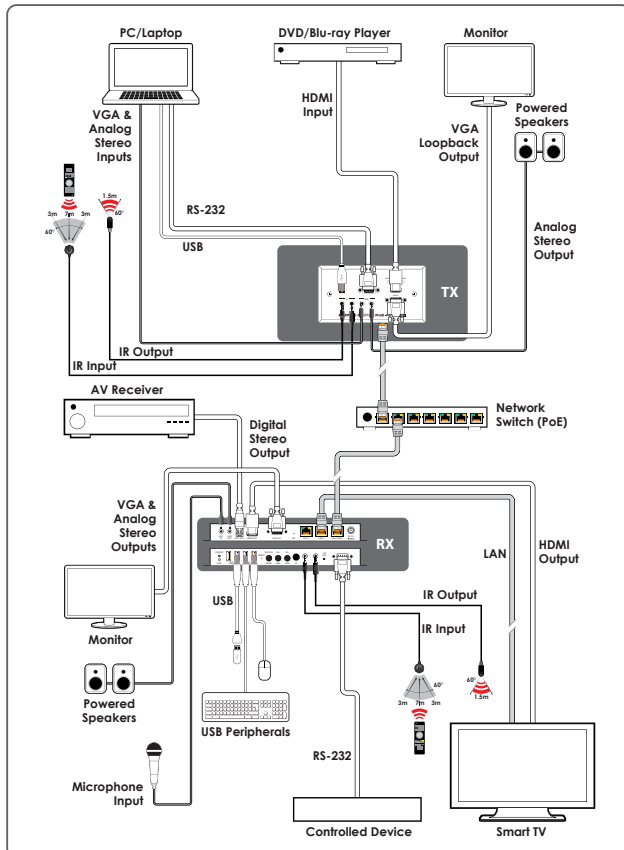 PC/Laptop
DVD/Blu-ray Player
Monitor
VGA &
Analog
Stereo
Inputs
HDMI
Input
VGA
Loopback
Output
Powered
Speakers
1.5m
60°
3m 7m 3m
60°
RS-232
USB
Analog
Stereo
Output
TX
IR Output
IR Input
AV Receiver
Network
Switch (PoE)
Digital
Stereo
Output
VGA &
Analog
Stereo
Outputs
RX
LAN
HDMI
Output
USB
IR Output
IR Input
Monitor
60°
3m 7m 3m
60°
1.5m
Powered
Speakers
USB Peripherals
RS-232
Microphone
Input
Controlled Device
Smart TV